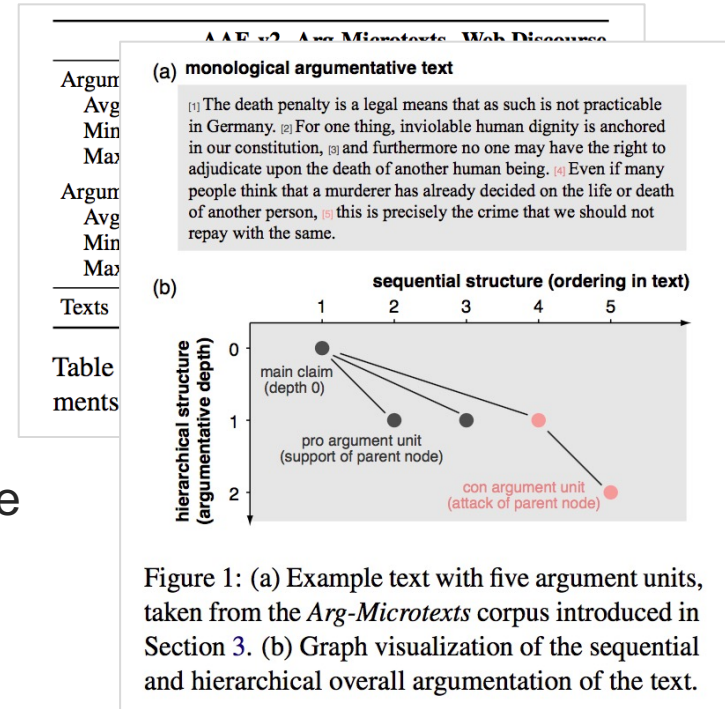 AAE-v2 Arg-Microtexts Web Discourse
Argum
Avg
Min
Max
Argum
Avg
Min
Max
Texts
Table
ments
e
(a) monological argumentative text
[1] The death penalty is a legal means that as such is not practicable
in Germany. [2] For one thing, inviolable human dignity is anchored
in our constitution, [3] and furthermore no one may have the right to
adjudicate upon the death of another human being. [4] Even if many
people think that a murderer has already decided on the life or death
of another person, [5] this is precisely the crime that we should not
repay with the same.
(b)
sequential structure (ordering in text)
1 2 3 4 5
hierarchical structure
(argumentative depth)
0
main claim
(depth 0)
1
pro argument unit
(support of parent node)
2
con argument unit
(attack of parent node)
Figure 1: (a) Example text with five argument units,
taken from the Arg-Microtexts corpus introduced in
Section 3. (b) Graph visualization of the sequential
and hierarchical overall argumentation of the text.